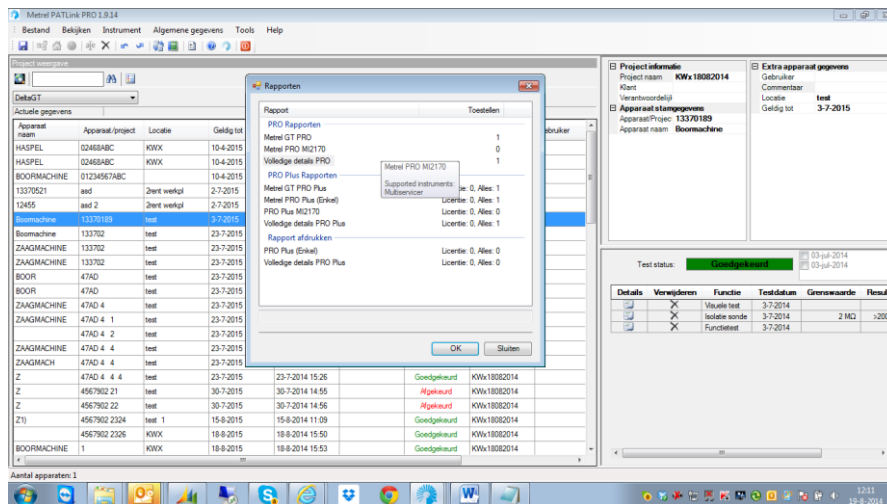 Metrel PATLink PRO 1.9.14
Bestand Bekijken Instrument Algemene gegevens Tools Help
Project weergave
DeltaGT
Actuele gegevens
Apparaat naam Apparaat/project Locatie Geldig tot ebruiker
HASPEL 02468ABC KWX 10-4-2015
HASPEL 02468ABC KWX 10-4-2015
BOORMACHINE 01234567ABC 10-4-2015
13370521 asd 2rent werkpl 2-7-2015
12455 asd 2 2rent werkpl 2-7-2015
Boormachine 13370189 test 3-7-2015
Boormachine 133702 test 23-7-2015
ZAAGMACHINE 133702 test 23-7-2015
ZAAGMACHINE 133702 test 23-7-2015
BOOR 47AD test 23-7-2015
BOOR 47AD test 23-7-2015
ZAAGMACHINE 47AD 4 test 23-7-2015
ZAAGMACHINE 47AD 4 1 test 23-7-2015
47AD 4 2 test 23-7-2015
ZAAGMACHINE 47AD 4 4 test 23-7-2015
ZAAGMACH 47AD 4 4 test 23-7-2015
Z 47AD 4 4 4 test 23-7-2015 23-7-2014 15:26 Goedgekeurd KWx18082014
Z 4567902 21 test 30-7-2015 30-7-2014 14:55 Afgekeurd KWx18082014
Z 4567902 22 test 30-7-2015 30-7-2014 14:56 Afgekeurd KWx18082014
Z1) 4567902 2324 test 1 15-8-2015 15-8-2014 11:09 Goedgekeurd KWx18082014
4567902 2326 KWX 18-8-2015 18-8-2014 15:50 Goedgekeurd KWx18082014
BOORMACHINE 1 KWX 18-8-2015 18-8-2014 15:53 Goedgekeurd KWx18082014
Aantal apparaten: 1
Rapporten
Rapport Toestellen
PRO Rapporten
Metrel GT PRO 1
Metrel PRO MI2170 0
Volledige details PRO 1
PRO Plus Rapporten
Metrel GT PRO Plus tie: 0, Alles: 1
Metrel PRO Plus (Enkel) Licentie: 0, Alles: 1
PRO Plus MI2170 Licentie: 0, Alles: 0
Volledige details PRO Plus Licentie: 0, Alles: 1
Rapport afdrukken
PRO Plus (Enkel) Licentie: 0, Alles: 0
Volledige details PRO Plus Licentie: 0, Alles: 0
Metrel PRO MI2170
Supported instruments:
Multiservicer
OK Sluiten
Project informatie
Project naam KWx18082014
Klant
Verantwoordelijk
Apparaat stamgegevens
Apparaat/Projec 13370189
Apparaat naam Boormachine
Extra apparaat gegevens
Gebruiker
Commentaar
Locatie test
Geldig tot 3-7-2015
Test status: Goedgekeurd
03-jul-2014
03-jul-2014
Details Verwijderen Functie Testdatum Grenswaarde Resul
Visuele test 3-7-2014
Isolatie sonde 3-7-2014 2 MΩ >200
Functietest 3-7-2014
12:11
19-8-2014